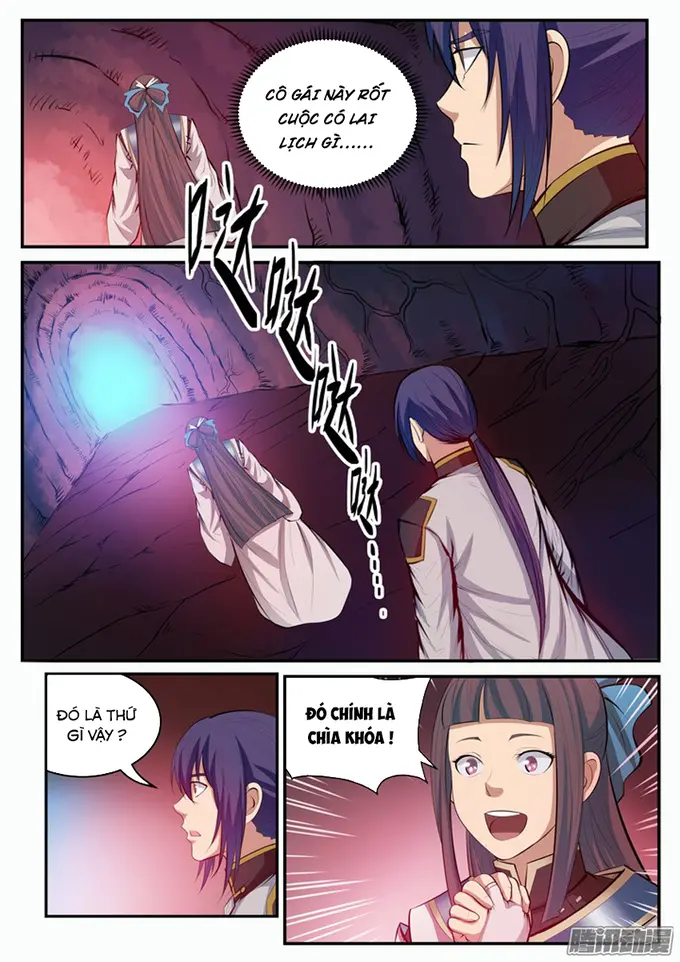 CÔ GÁI NÀY RỐT
CUỘC CÓ LAI
LỊCH GÌ......
哒
哒
哒
哒......
ĐÓ LÀ THỨ
GÌ VẬY ?
ĐÓ CHÍNH LÀ
CHÌA KHÓA !
腾讯动漫